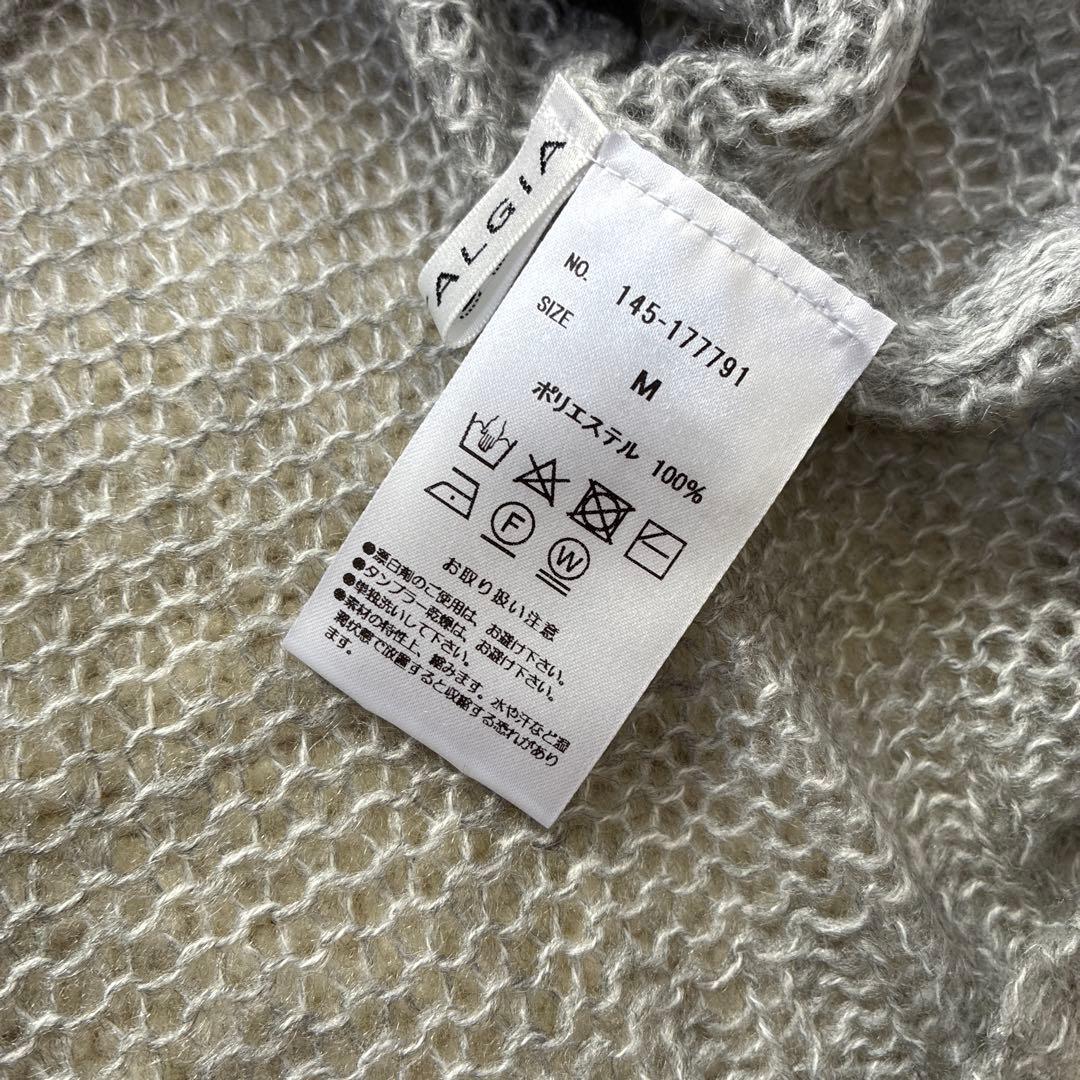 ALGIA
NO. 145-177791
SIZE M
ポリエステル 100%
F
W
お取り扱い注意
●漂白剤のご使用は、お避け下さい。
●タンブラー乾燥は、お避け下さい。
●単独洗いして下さい。
●素材の特性上、縮みます。水や汗など湿
潤状態で放置すると収縮する恐れがあり
ます。